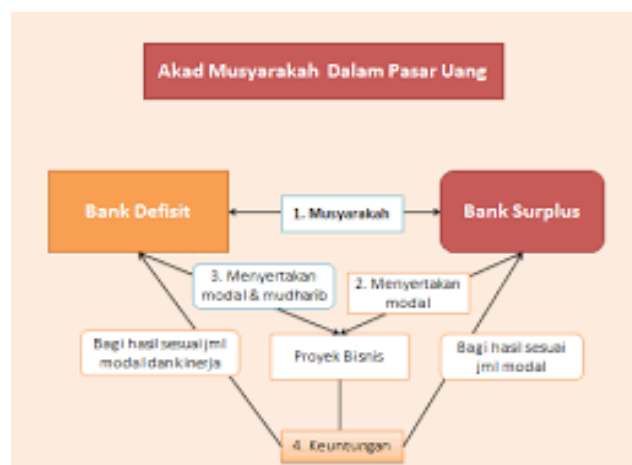 Akad Musyarakah Dalam Pasar Uang
Bank Defisit
1. Musyarakah
Bank Surplus
3. Menyertakan
modal & mudharib
2. Menyertakan
modal
Bagi hasil sesuai jml
modal dan kinerja
Proyek Bisnis
Bagi hasil sesuai
jml modal
4. Keuntungan